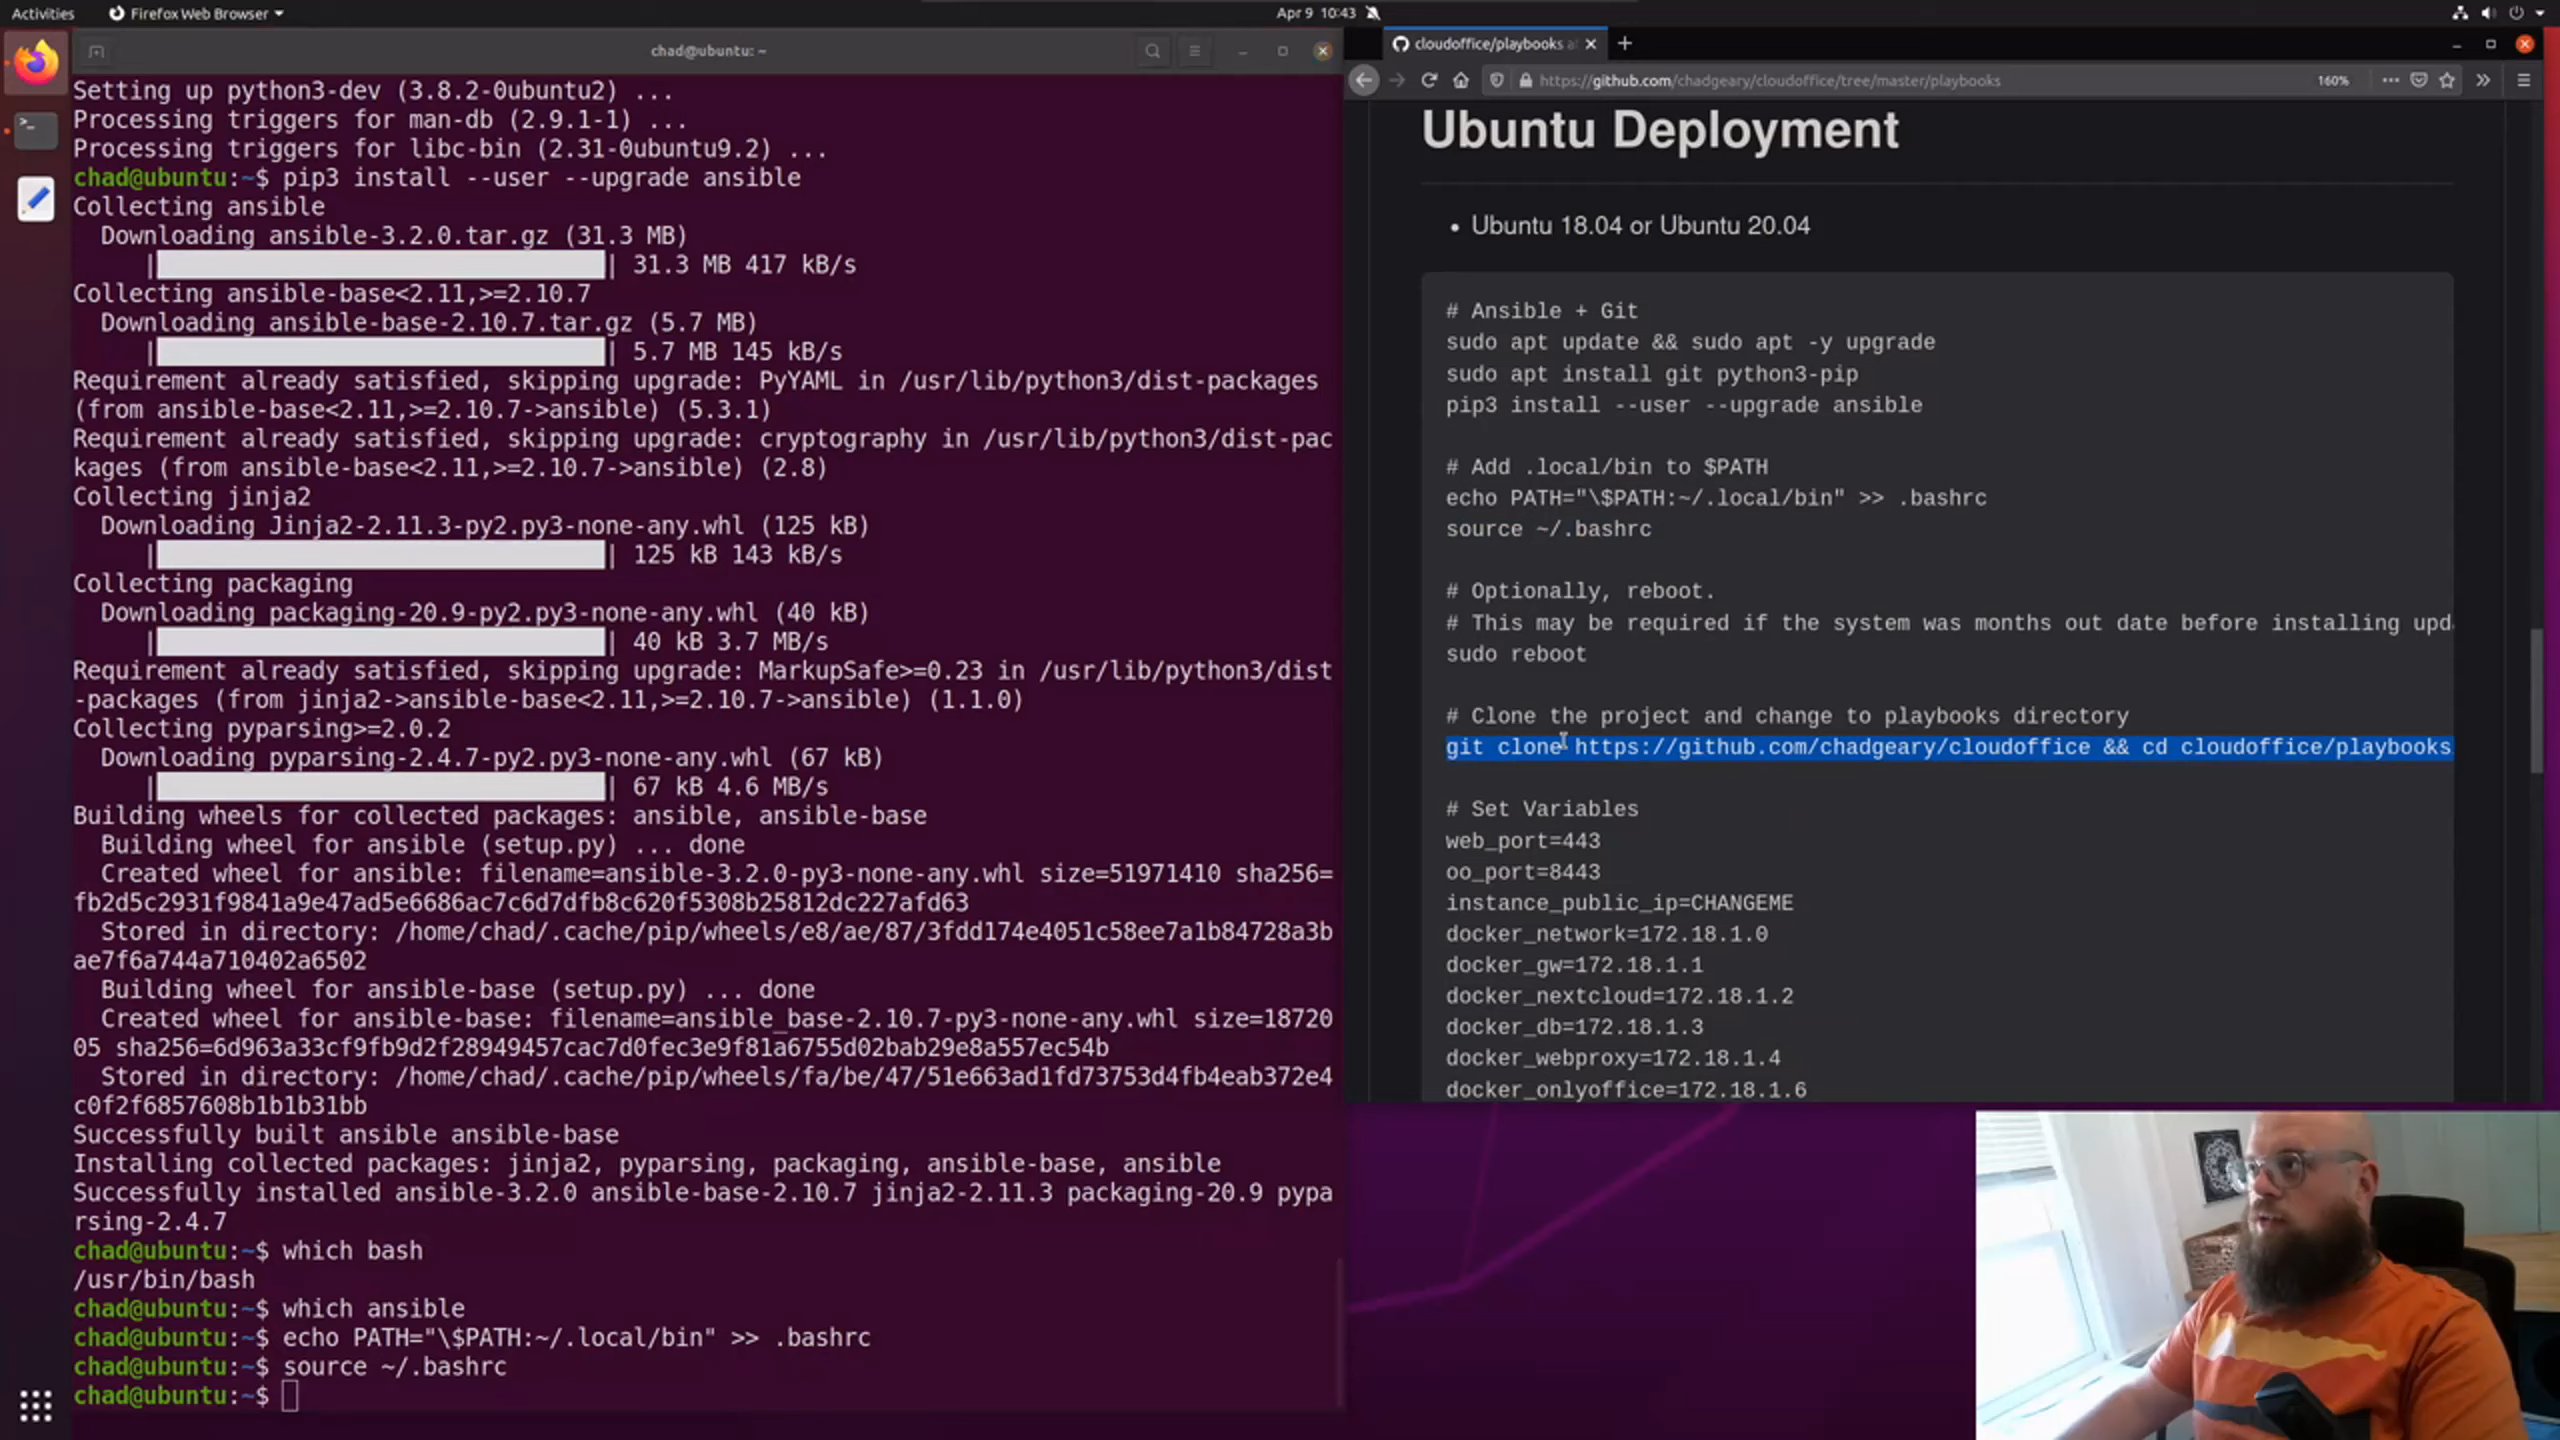 Activities
Firefox Web Browser
Apr 9 10:43
chad@ubuntu: ~
Setting up python3-dev (3.8.2-0ubuntu2) ...
Processing triggers for man-db (2.9.1-1) ...
Processing triggers for libc-bin (2.31-0ubuntu9.2) ...
chad@ubuntu:~$ pip3 install --user --upgrade ansible
Collecting ansible
Downloading ansible-3.2.0.tar.gz (31.3 MB)
| 31.3 MB 417 kB/s
Collecting ansible-base<2.11,>=2.10.7
Downloading ansible-base-2.10.7.tar.gz (5.7 MB)
| 5.7 MB 145 kB/s
Requirement already satisfied, skipping upgrade: PyYAML in /usr/lib/python3/dist-packages
(from ansible-base<2.11,>=2.10.7->ansible) (5.3.1)
Requirement already satisfied, skipping upgrade: cryptography in /usr/lib/python3/dist-pac
kages (from ansible-base<2.11,>=2.10.7->ansible) (2.8)
Collecting jinja2
Downloading Jinja2-2.11.3-py2.py3-none-any.whl (125 kB)
| 125 kB 143 kB/s
Collecting packaging
Downloading packaging-20.9-py2.py3-none-any.whl (40 kB)
| 40 kB 3.7 MB/s
Requirement already satisfied, skipping upgrade: MarkupSafe>=0.23 in /usr/lib/python3/dist
-packages (from jinja2->ansible-base<2.11,>=2.10.7->ansible) (1.1.0)
Collecting pyparsing>=2.0.2
Downloading pyparsing-2.4.7-py2.py3-none-any.whl (67 kB)
| 67 kB 4.6 MB/s
Building wheels for collected packages: ansible, ansible-base
Building wheel for ansible (setup.py) ... done
Created wheel for ansible: filename=ansible-3.2.0-py3-none-any.whl size=51971410 sha256=
fb2d5c2931f9841a9e47ad5e6686ac7c6d7dfb8c620f5308b25812dc227afd63
Stored in directory: /home/chad/.cache/pip/wheels/e8/ae/87/3fdd174e4051c58ee7a1b84728a3b
ae7f6a744a710402a6502
Building wheel for ansible-base (setup.py) ... done
Created wheel for ansible-base: filename=ansible_base-2.10.7-py3-none-any.whl size=18720
05 sha256=6d963a33cf9fb9d2f28949457cac7d0fec3e9f81a6755d02bab29e8a557ec54b
Stored in directory: /home/chad/.cache/pip/wheels/fa/be/47/51e663ad1fd73753d4fb4eab372e4
c0f2f6857608b1b1b31bb
Successfully built ansible ansible-base
Installing collected packages: jinja2, pyparsing, packaging, ansible-base, ansible
Successfully installed ansible-3.2.0 ansible-base-2.10.7 jinja2-2.11.3 packaging-20.9 pypa
rsing-2.4.7
chad@ubuntu:~$ which bash
/usr/bin/bash
chad@ubuntu:~$ which ansible
chad@ubuntu:~$ echo PATH="\$PATH:~/.local/bin" >> .bashrc
chad@ubuntu:~$ source ~/.bashrc
chad@ubuntu:~$
cloudoffice/playbooks a
https://github.com/chadgeary/cloudoffice/tree/master/playbooks
160%
Ubuntu Deployment
• Ubuntu 18.04 or Ubuntu 20.04
# Ansible + Git
sudo apt update && sudo apt -y upgrade
sudo apt install git python3-pip
pip3 install --user --upgrade ansible
# Add .local/bin to $PATH
echo PATH="\$PATH:~/.local/bin" >> .bashrc
source ~/.bashrc
# Optionally, reboot.
# This may be required if the system was months out date before installing upd
sudo reboot
# Clone the project and change to playbooks directory
git clone https://github.com/chadgeary/cloudoffice && cd cloudoffice/playbooks
# Set Variables
web_port=443
oo_port=8443
instance_public_ip=CHANGEME
docker_network=172.18.1.0
docker_gw=172.18.1.1
docker_nextcloud=172.18.1.2
docker_db=172.18.1.3
docker_webproxy=172.18.1.4
docker_onlyoffice=172.18.1.6